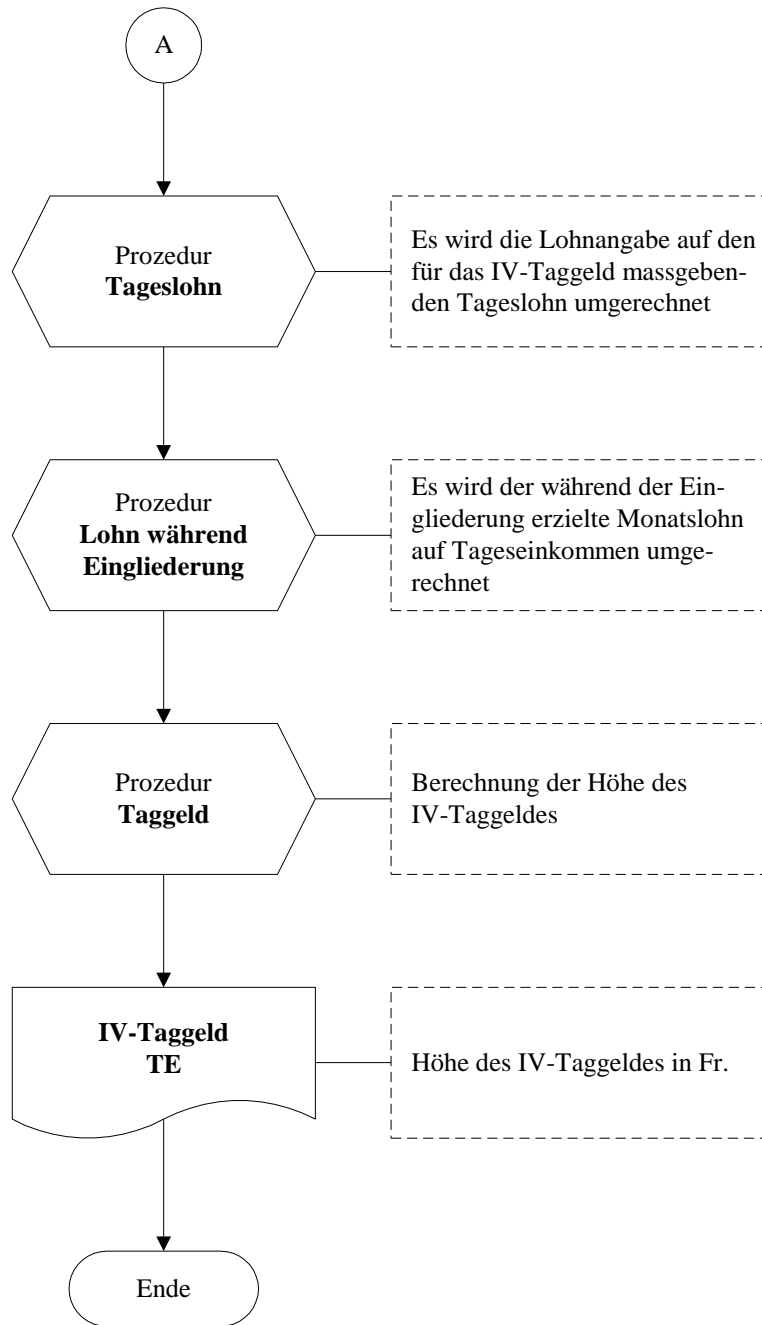 A
Prozedur
Tageslohn
Es wird die Lohnangabe auf den
für das IV-Taggeld massgeben-
den Tageslohn umgerechnet
Prozedur
Lohn während
Eingliederung
Es wird der während der Ein-
gliederung erzielte Monatslohn
auf Tageseinkommen umge-
rechnet
Prozedur
Taggeld
Berechnung der Höhe des
IV-Taggeldes
IV-Taggeld
TE
Höhe des IV-Taggeldes in Fr.
Ende